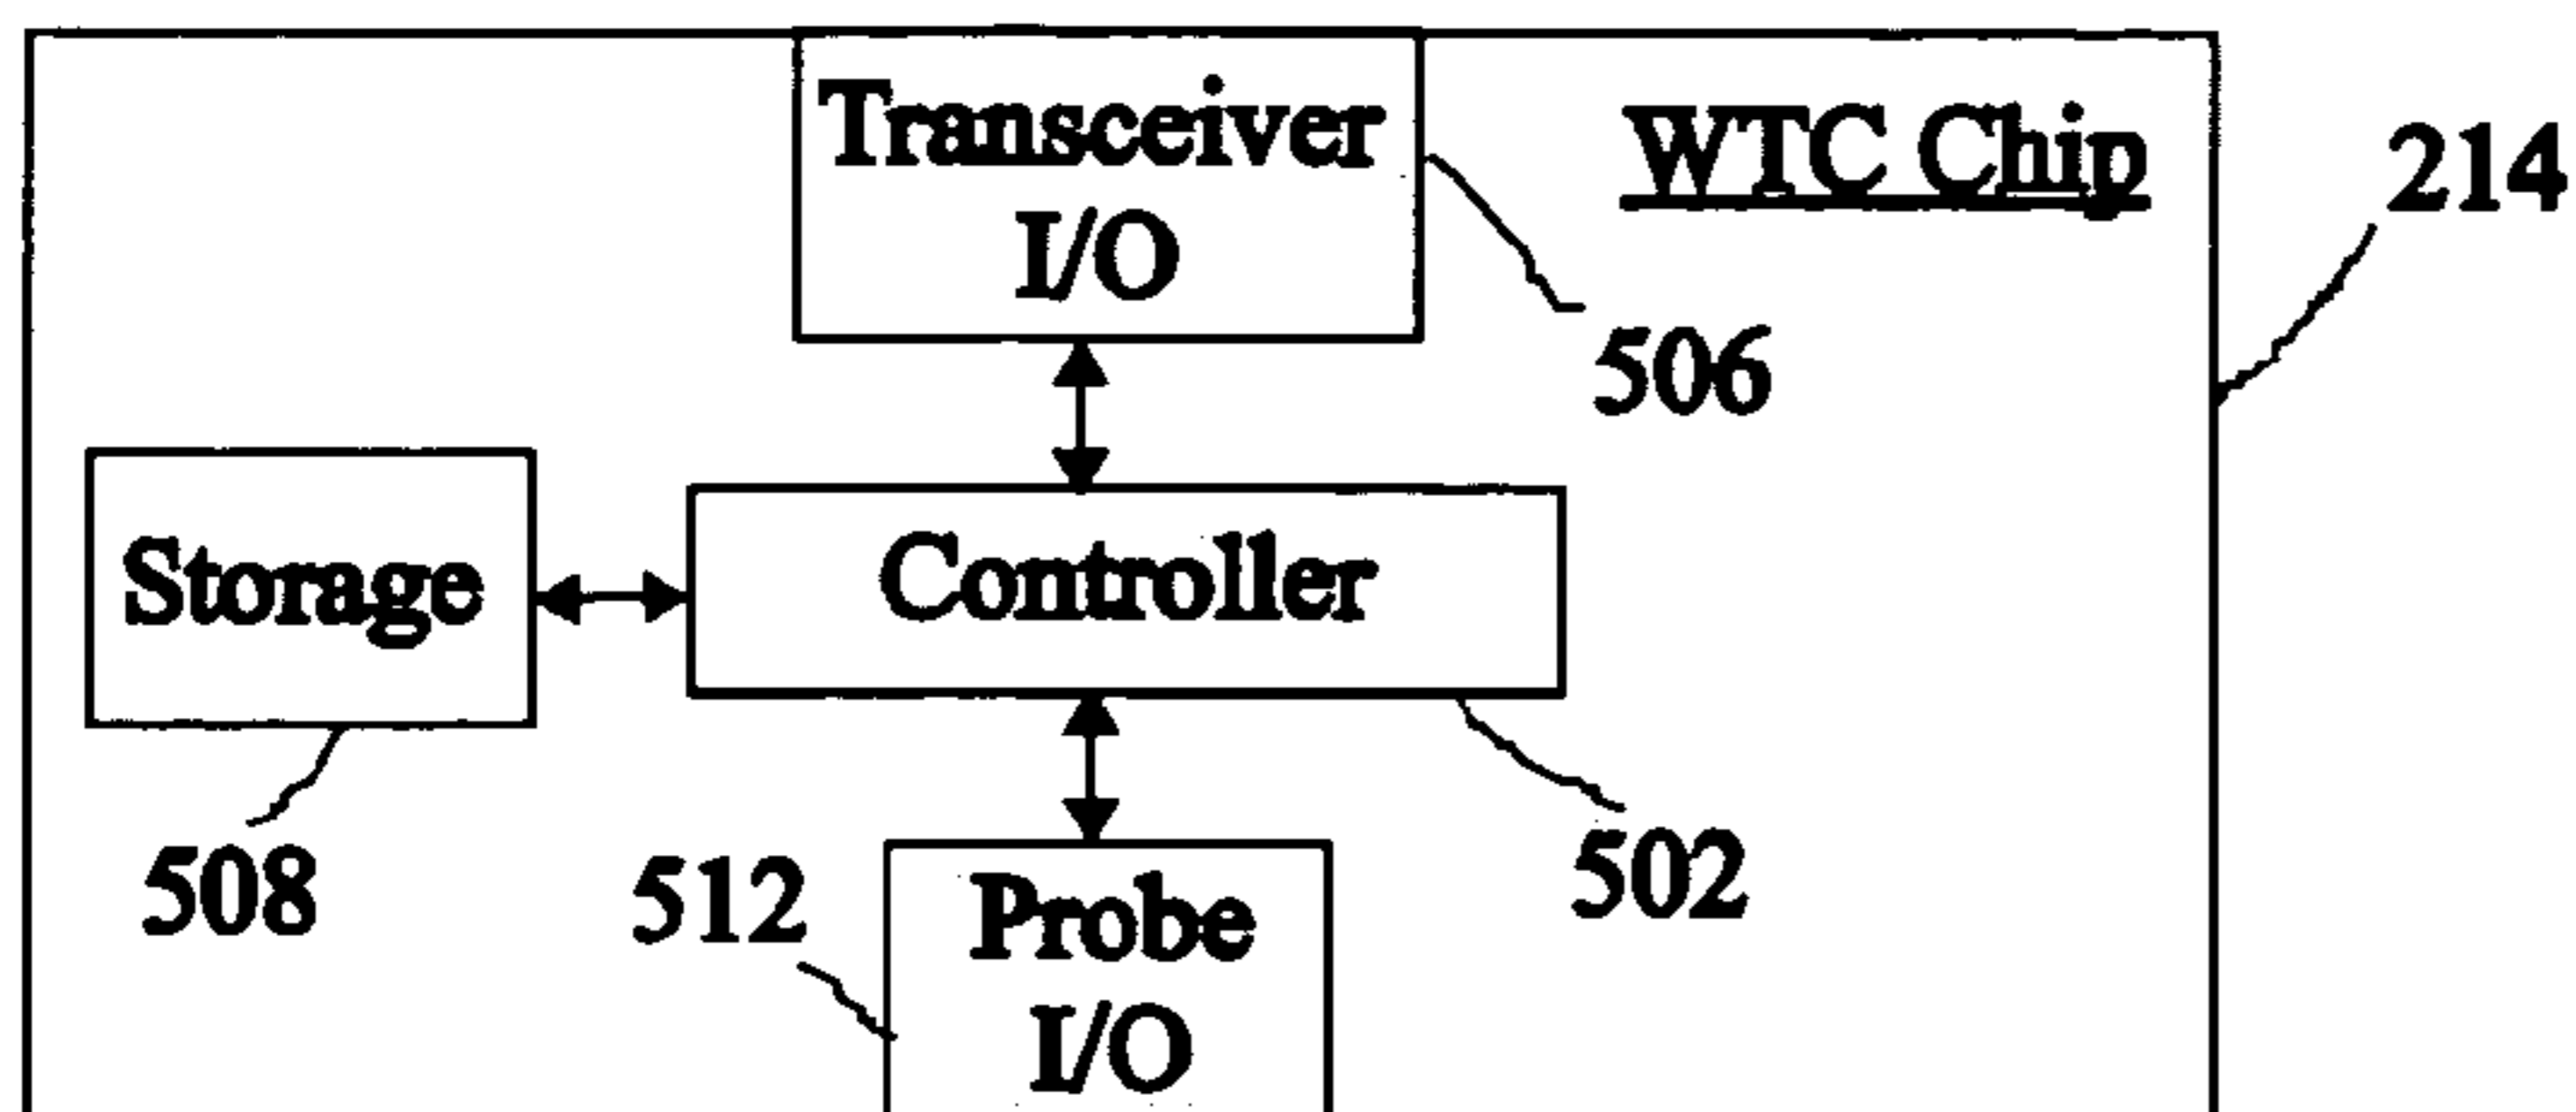 Transceiver
I/O
WTC Chip
214
506
Storage
Controller
508
512
502
Probe
I/O